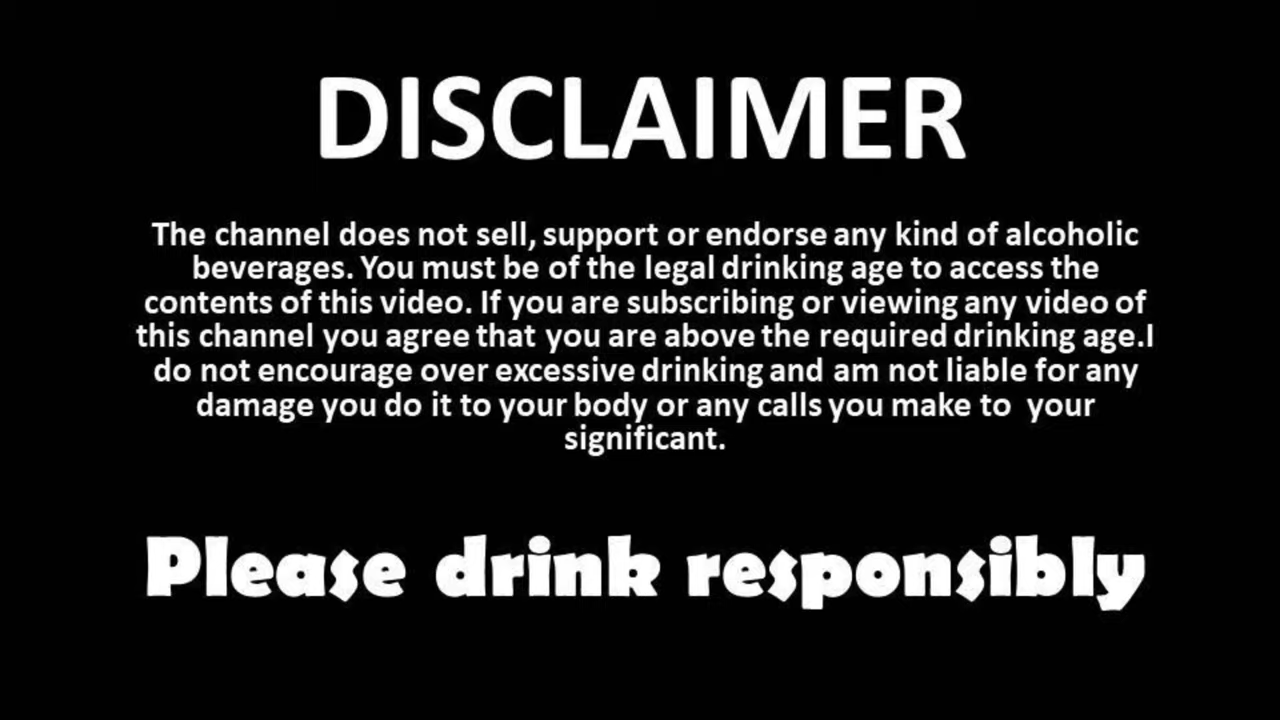 DISCLAIMER
The channel does not sell, support or endorse any kind of alcoholic
beverages. You must be of the legal drinking age to access the
contents of this video. If you are subscribing or viewing any video of
this channel you agree that you are above the required drinking age.I
do not encourage over excessive drinking and am not liable for any
damage you do it to your body or any calls you make to your
significant.
Please drink responsibly